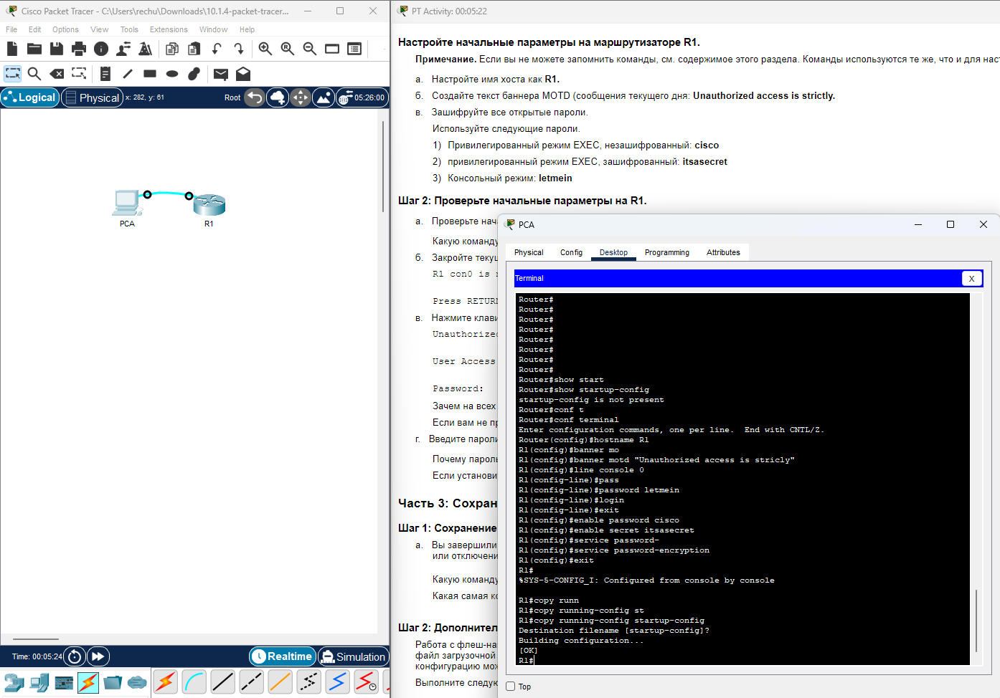 Cisco Packet Tracer - C:\Users\rechu\Downloads\10.1.4-packet-tracer...
File Edit Options View Tools Extensions Window Help
Logical
Physical
x: 282, y: 61
Root
05:26:00
PCA
R1
Time: 00:05:24
Realtime
Simulation
PT Activity: 00:05:22
Настройте начальные параметры на маршрутизаторе R1.
Примечание. Если вы не можете запомнить команды, см. содержимое этого раздела. Команды используются те же, что и для наст
а. Настройте имя хоста как R1.
б. Создайте текст баннера MOTD (сообщения текущего дня: Unauthorized access is strictly.
в. Зашифруйте все открытые пароли.
Используйте следующие пароли.
1) Привилегированный режим EXEC, незашифрованный: cisco
2) привилегированный режим EXEC, зашифрованный: itsasecret
3) Консольный режим: letmein
Шаг 2: Проверьте начальные параметры на R1.
а. Проверьте нача
Какую команду
б. Закройте текущ
R1 con0 is
Press RETURN
в. Нажмите клави
Unauthorized
User Access
Password:
Зачем на всех
Если вам не пр
г. Введите пароли
Почему пароль
Если установи
Часть 3: Сохран
Шаг 1: Сохранение
а. Вы завершили
или отключени
Какую команду
Какая самая ко
Шаг 2: Дополнител
Работа с флеш-на
файл загрузочной
конфигурацию мож
Выполните следую
PCA
Physical Config Desktop Programming Attributes
Terminal
X
Router#
Router#
Router#
Router#
Router#
Router#
Router#
Router#
Router#show start
Router#show startup-config
startup-config is not present
Router#conf t
Router#conf terminal
Enter configuration commands, one per line.  End with CNTL/Z.
Router(config)#hostname R1
R1(config)#banner mo
R1(config)#banner motd "Unauthorized access is stricly"
R1(config)#line console 0
R1(config-line)#pass
R1(config-line)#password letmein
R1(config-line)#login
R1(config-line)#exit
R1(config)#enable password cisco
R1(config)#enable secret itsasecret
R1(config)#service password-
R1(config)#service password-encryption
R1(config)#exit
R1#
%SYS-5-CONFIG_I: Configured from console by console
R1#copy runn
R1#copy running-config st
R1#copy running-config startup-config
Destination filename [startup-config]?
Building configuration...
[OK]
R1#
Top